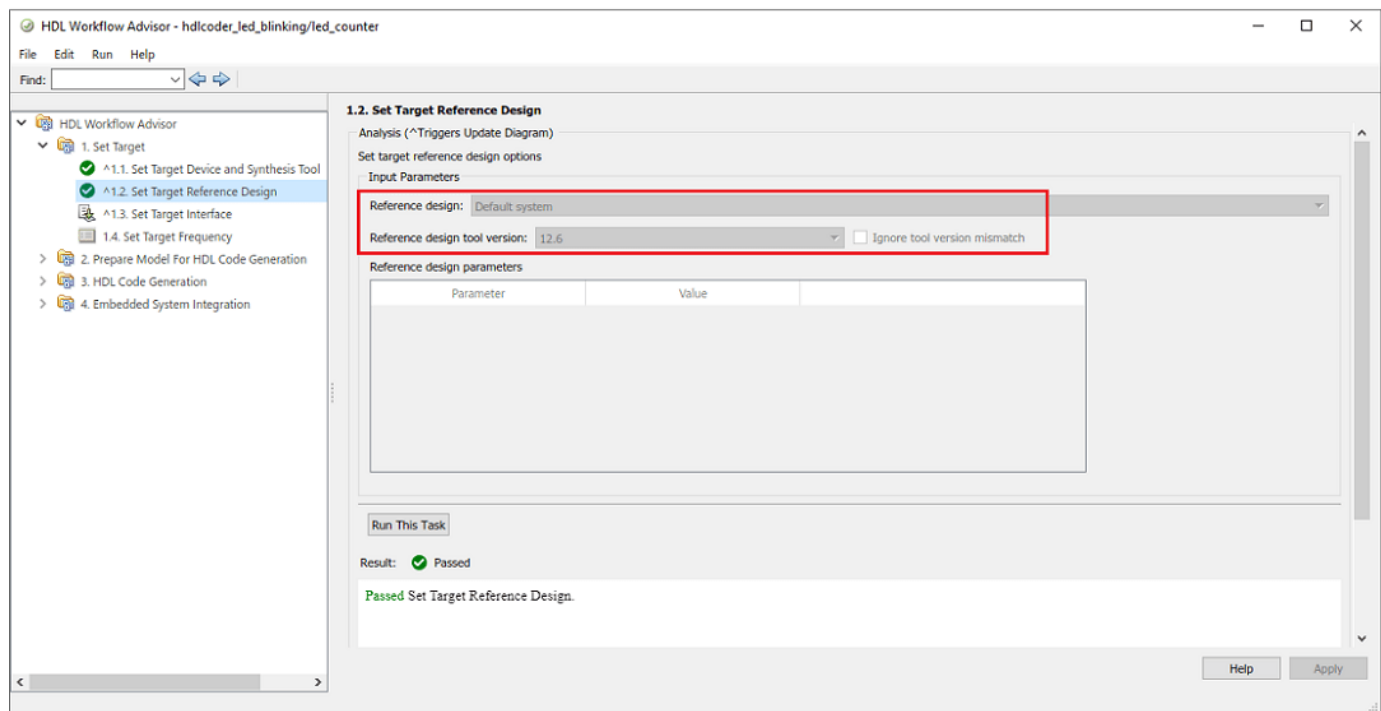 HDL Workflow Advisor - hdlcoder_led_blinking/led_counter
File Edit Run Help
Find:
HDL Workflow Advisor
1. Set Target
^1.1. Set Target Device and Synthesis Tool
^1.2. Set Target Reference Design
^1.3. Set Target Interface
1.4. Set Target Frequency
2. Prepare Model For HDL Code Generation
3. HDL Code Generation
4. Embedded System Integration
1.2. Set Target Reference Design
Analysis (^Triggers Update Diagram)
Set target reference design options
Input Parameters
Reference design: Default system
Reference design tool version: 12.6 Ignore tool version mismatch
Reference design parameters
Parameter Value
Run This Task
Result: Passed
Passed Set Target Reference Design.
Help Apply